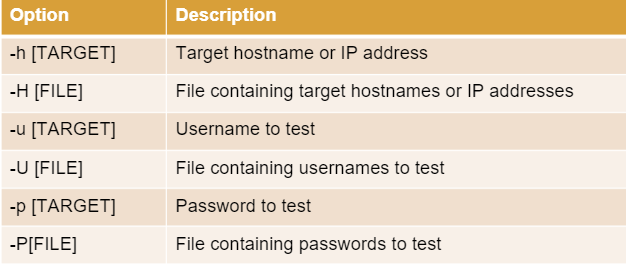 Option Description
-h [TARGET] Target hostname or IP address
-H [FILE] File containing target hostnames or IP addresses
-u [TARGET] Username to test
-U [FILE] File containing usernames to test
-p [TARGET] Password to test
-P[FILE] File containing passwords to test